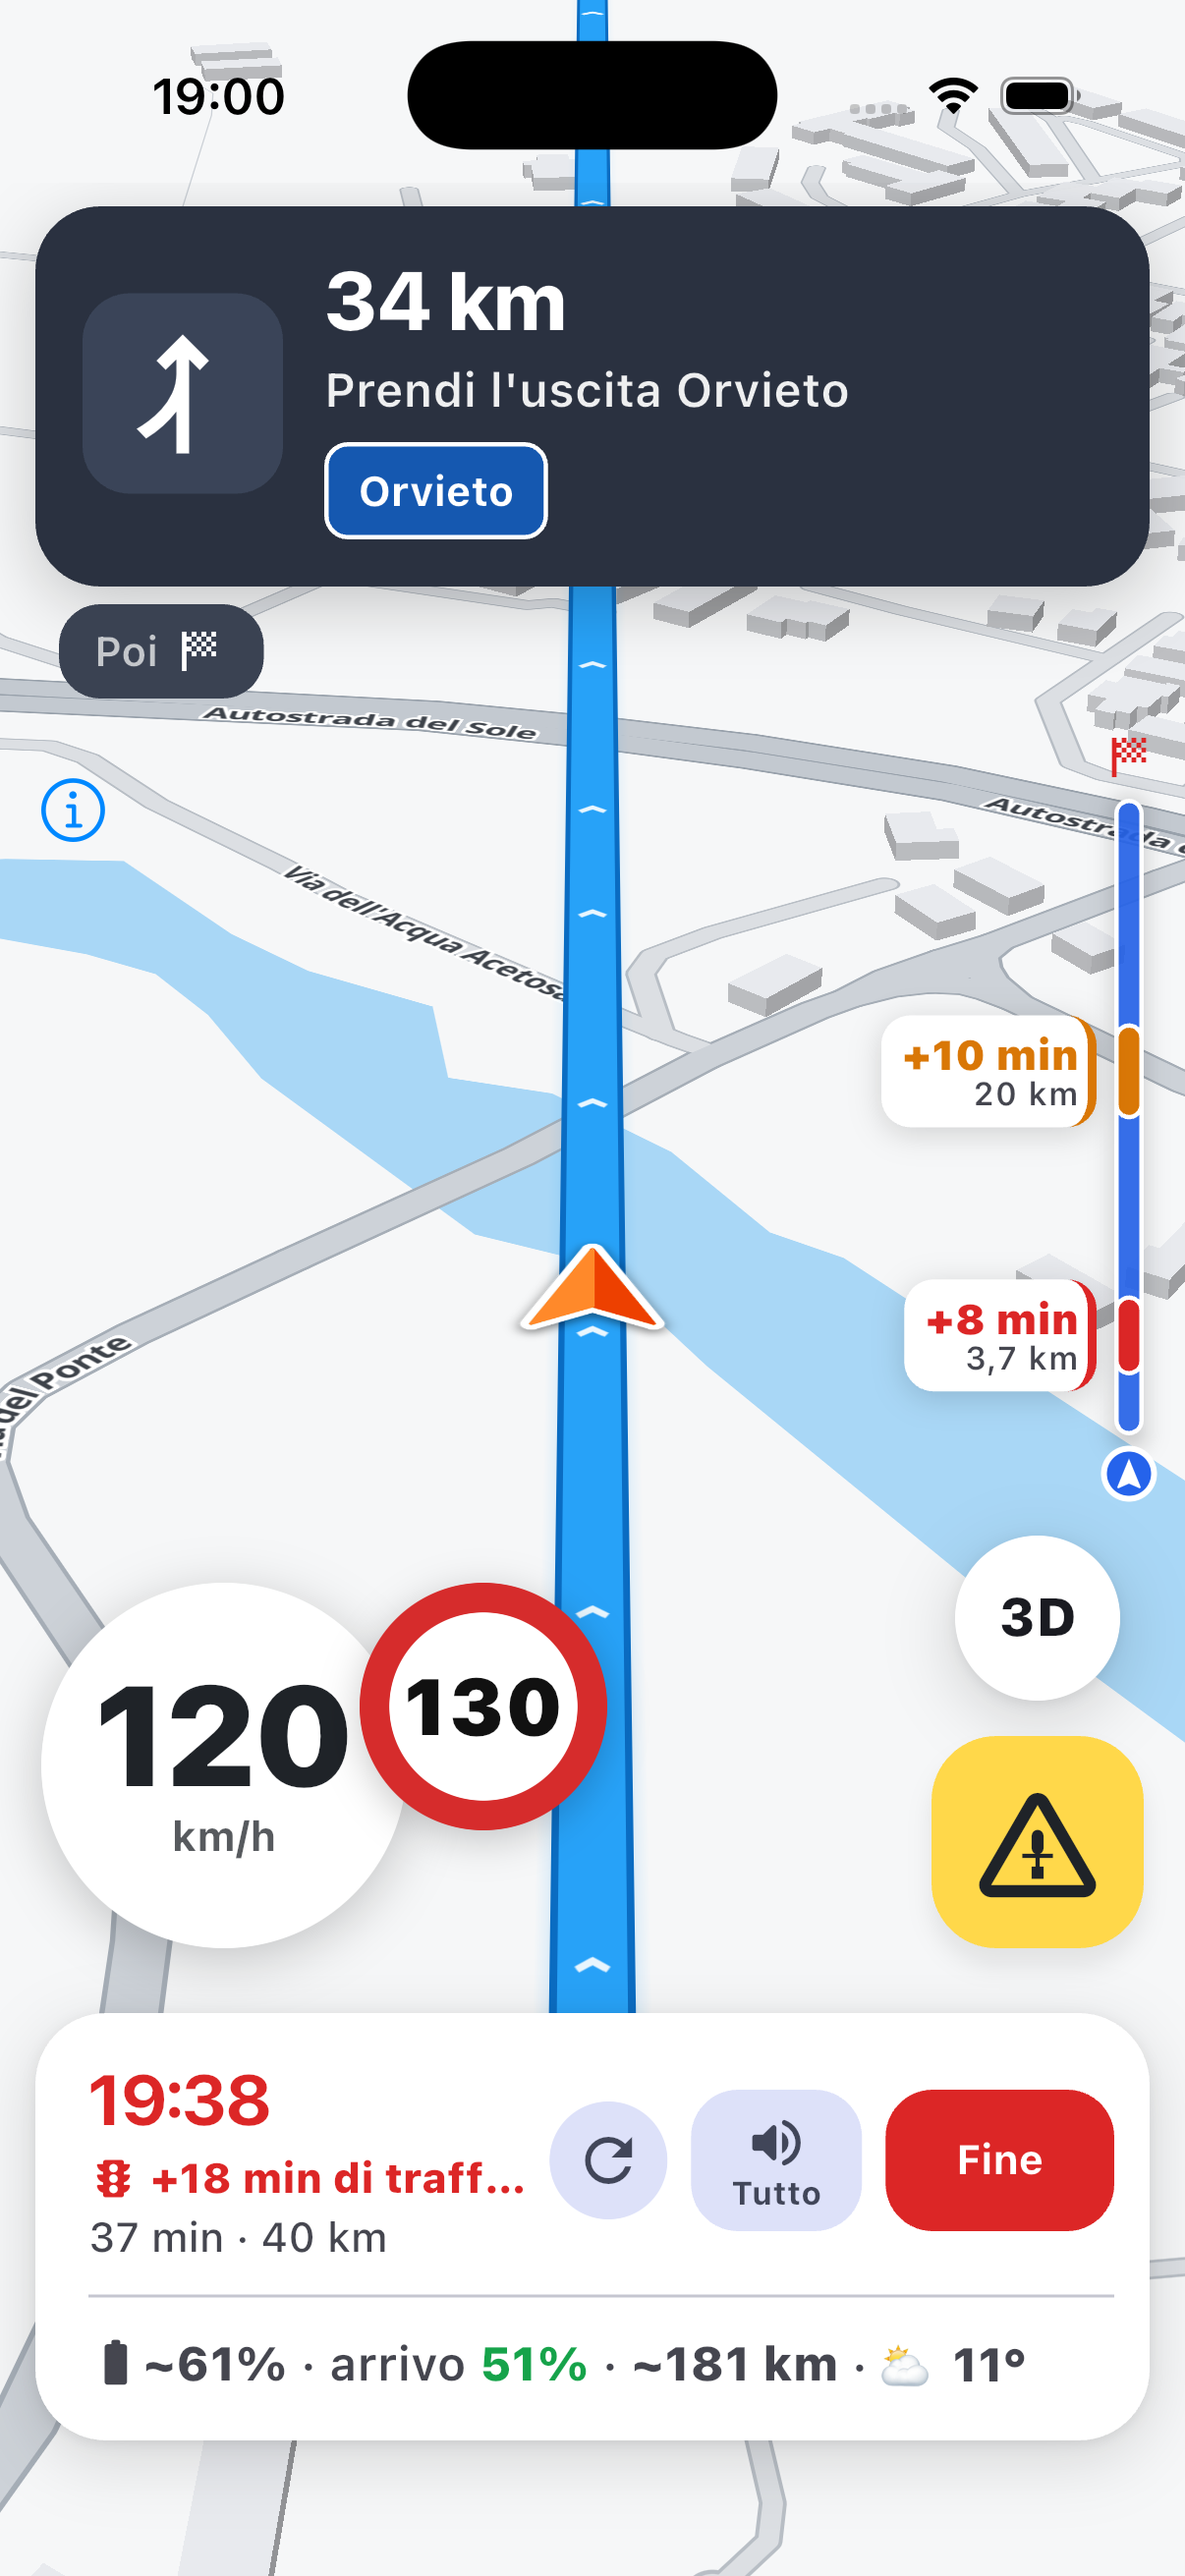 19:00
34 km
Prendi l'uscita Orvieto
Orvieto
Poi
Autostrada del Sole
Autostrada
Via dell'Acqua Acetosa
+10 min
20 km
+8 min
3,7 km
del Ponte
3D
120
km/h
130
19:38
+18 min di traff...
37 min · 40 km
Tutto
Fine
~61% · arrivo 51% · ~181 km · 11°